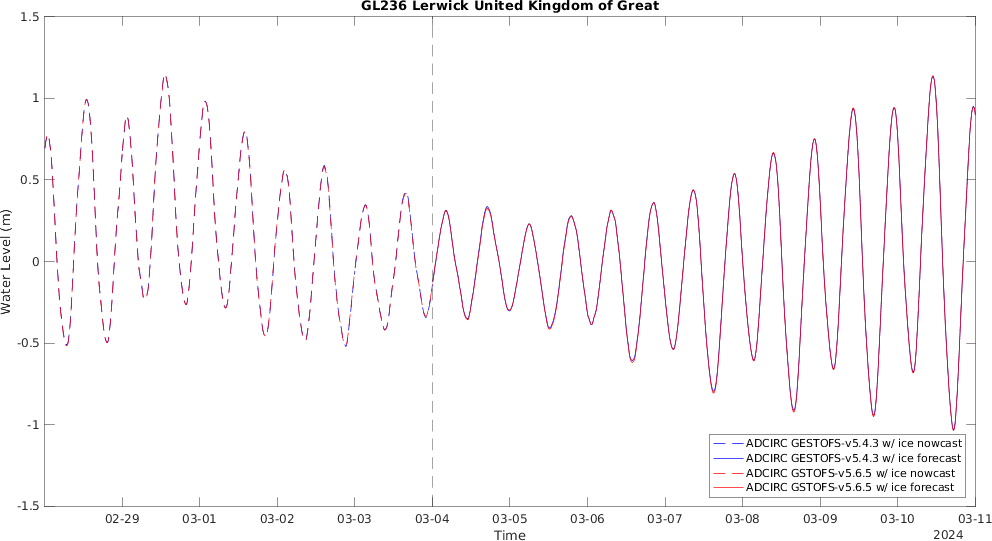 GL236 Lerwick United Kingdom of Great
1.5
1
0.5
0
-0.5
-1
-1.5
Water Level (m)
ADCIRC GESTOFS-v5.4.3 w/ ice nowcast
ADCIRC GESTOFS-v5.4.3 w/ ice forecast
ADCIRC GSTOFS-v5.6.5 w/ ice nowcast
ADCIRC GSTOFS-v5.6.5 w/ ice forecast
02-29 03-01 03-02 03-03 03-04 03-05 03-06 03-07 03-08 03-09 03-10 03-11
Time
2024